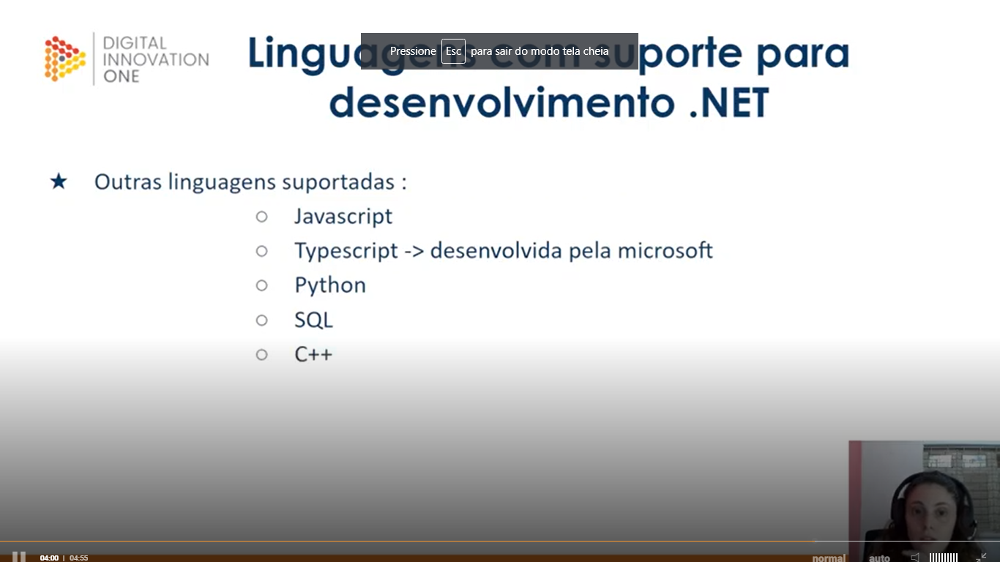 DIGITAL
INNOVATION
ONE
Pressione Esc para sair do modo tela cheia
Linguagens com suporte para
desenvolvimento .NET
★ Outras linguagens suportadas :
○ Javascript
○ Typescript -> desenvolvida pela microsoft
○ Python
○ SQL
○ C++
04:00 | 04:55
normal
auto